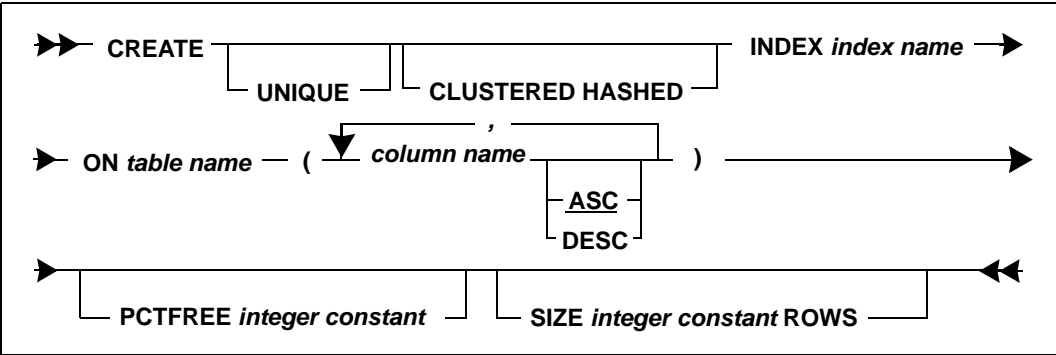 CREATE INDEX index name
UNIQUE CLUSTERED HASHED
,
ON table name ( column name )
ASC
DESC
PCTFREE integer constant SIZE integer constant ROWS